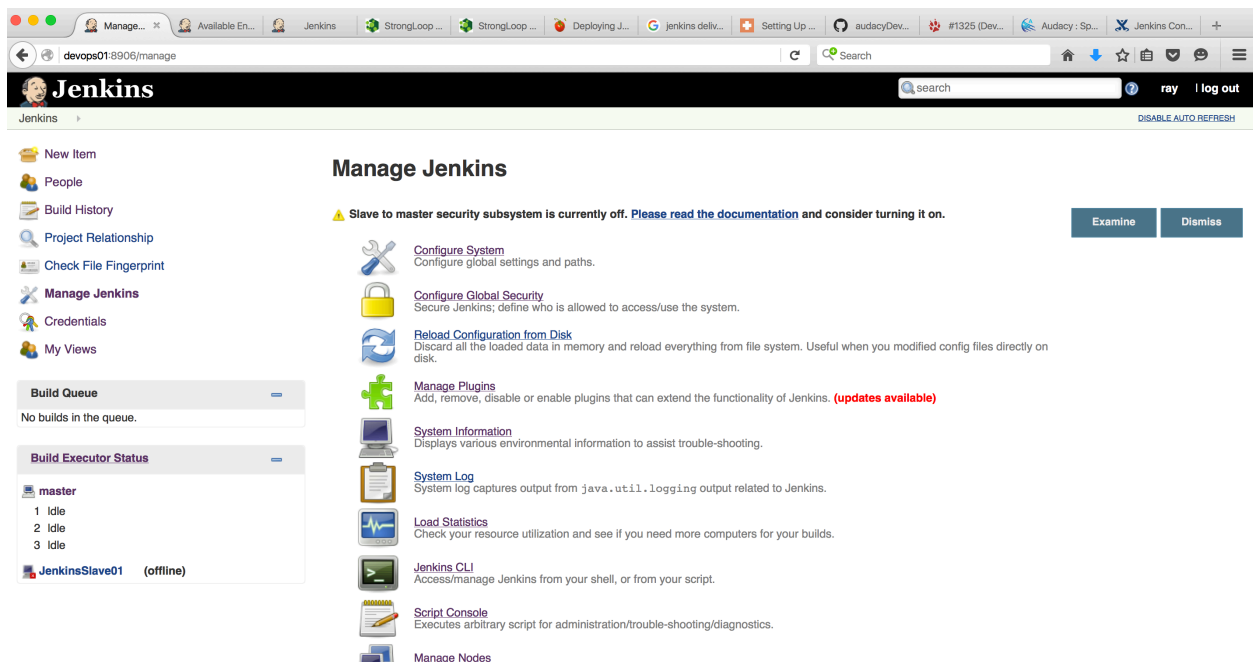 Manage...
Available En...
Jenkins
StrongLoop ...
StrongLoop ...
Deploying J...
jenkins deliv...
Setting Up ...
audacyDev...
#1325 (Dev...
Audacy : Sp...
Jenkins Con...
devops01:8906/manage
Search
Jenkins
search
ray
log out
Jenkins
DISABLE AUTO REFRESH
New Item
People
Build History
Project Relationship
Check File Fingerprint
Manage Jenkins
Credentials
My Views
Build Queue
No builds in the queue.
Build Executor Status
master
1 Idle
2 Idle
3 Idle
JenkinsSlave01 (offline)
Manage Jenkins
Slave to master security subsystem is currently off. Please read the documentation and consider turning it on.
Examine
Dismiss
Configure System
Configure global settings and paths.
Configure Global Security
Secure Jenkins; define who is allowed to access/use the system.
Reload Configuration from Disk
Discard all the loaded data in memory and reload everything from file system. Useful when you modified config files directly on
disk.
Manage Plugins
Add, remove, disable or enable plugins that can extend the functionality of Jenkins. (updates available)
System Information
Displays various environmental information to assist trouble-shooting.
System Log
System log captures output from java.util.logging output related to Jenkins.
Load Statistics
Check your resource utilization and see if you need more computers for your builds.
Jenkins CLI
Access/manage Jenkins from your shell, or from your script.
Script Console
Executes arbitrary script for administration/trouble-shooting/diagnostics.
Manage Nodes